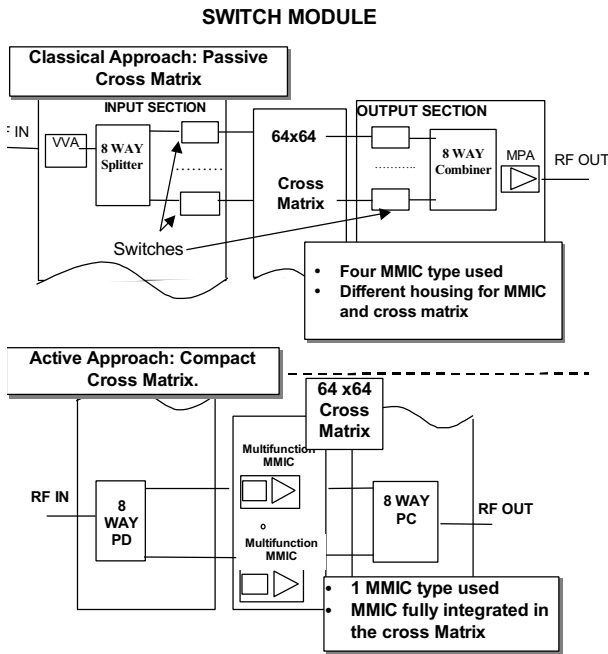 SWITCH MODULE
Classical Approach: Passive
Cross Matrix
INPUT SECTION
OUTPUT SECTION
F IN
VVA
8 WAY
Splitter
64x64
Cross
Matrix
8 WAY
Combiner
MPA
RF OUT
Switches
• Four MMIC type used
• Different housing for MMIC
and cross matrix
Active Approach: Compact
Cross Matrix.
64 x64
Cross
Matrix
Multifunction
MMIC
RF IN
8
WAY
PD
8 WAY
PC
RF OUT
Multifunction
MMIC
• 1 MMIC type used
• MMIC fully integrated in
the cross Matrix